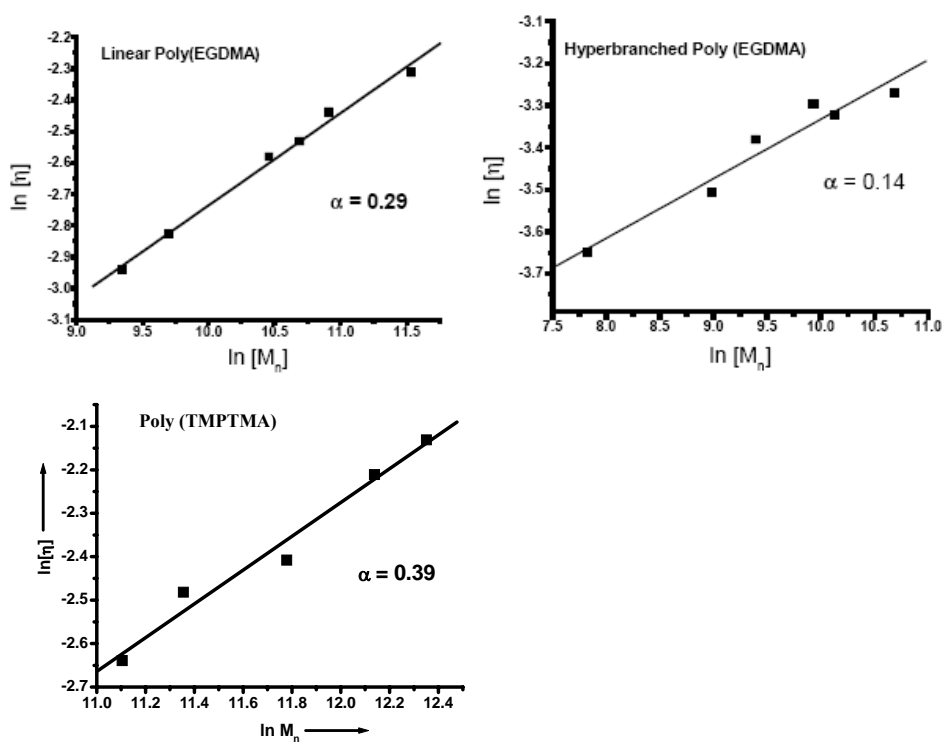 Linear Poly(EGDMA)
-2.2
-2.3
-2.4
-2.5
-2.6
-2.7
-2.8
-2.9
-3.0
-3.1
ln [η]
α = 0.29
9.0 9.5 10.0 10.5 11.0 11.5
ln [Mn]
Hyperbranched Poly (EGDMA)
-3.1
-3.2
-3.3
-3.4
-3.5
-3.6
-3.7
ln [η]
α = 0.14
7.5 8.0 8.5 9.0 9.5 10.0 10.5 11.0
ln [Mn]
Poly (TMPTMA)
-2.1
-2.2
-2.3
-2.4
-2.5
-2.6
-2.7
ln[η]
α = 0.39
11.0 11.2 11.4 11.6 11.8 12.0 12.2 12.4
ln Mn